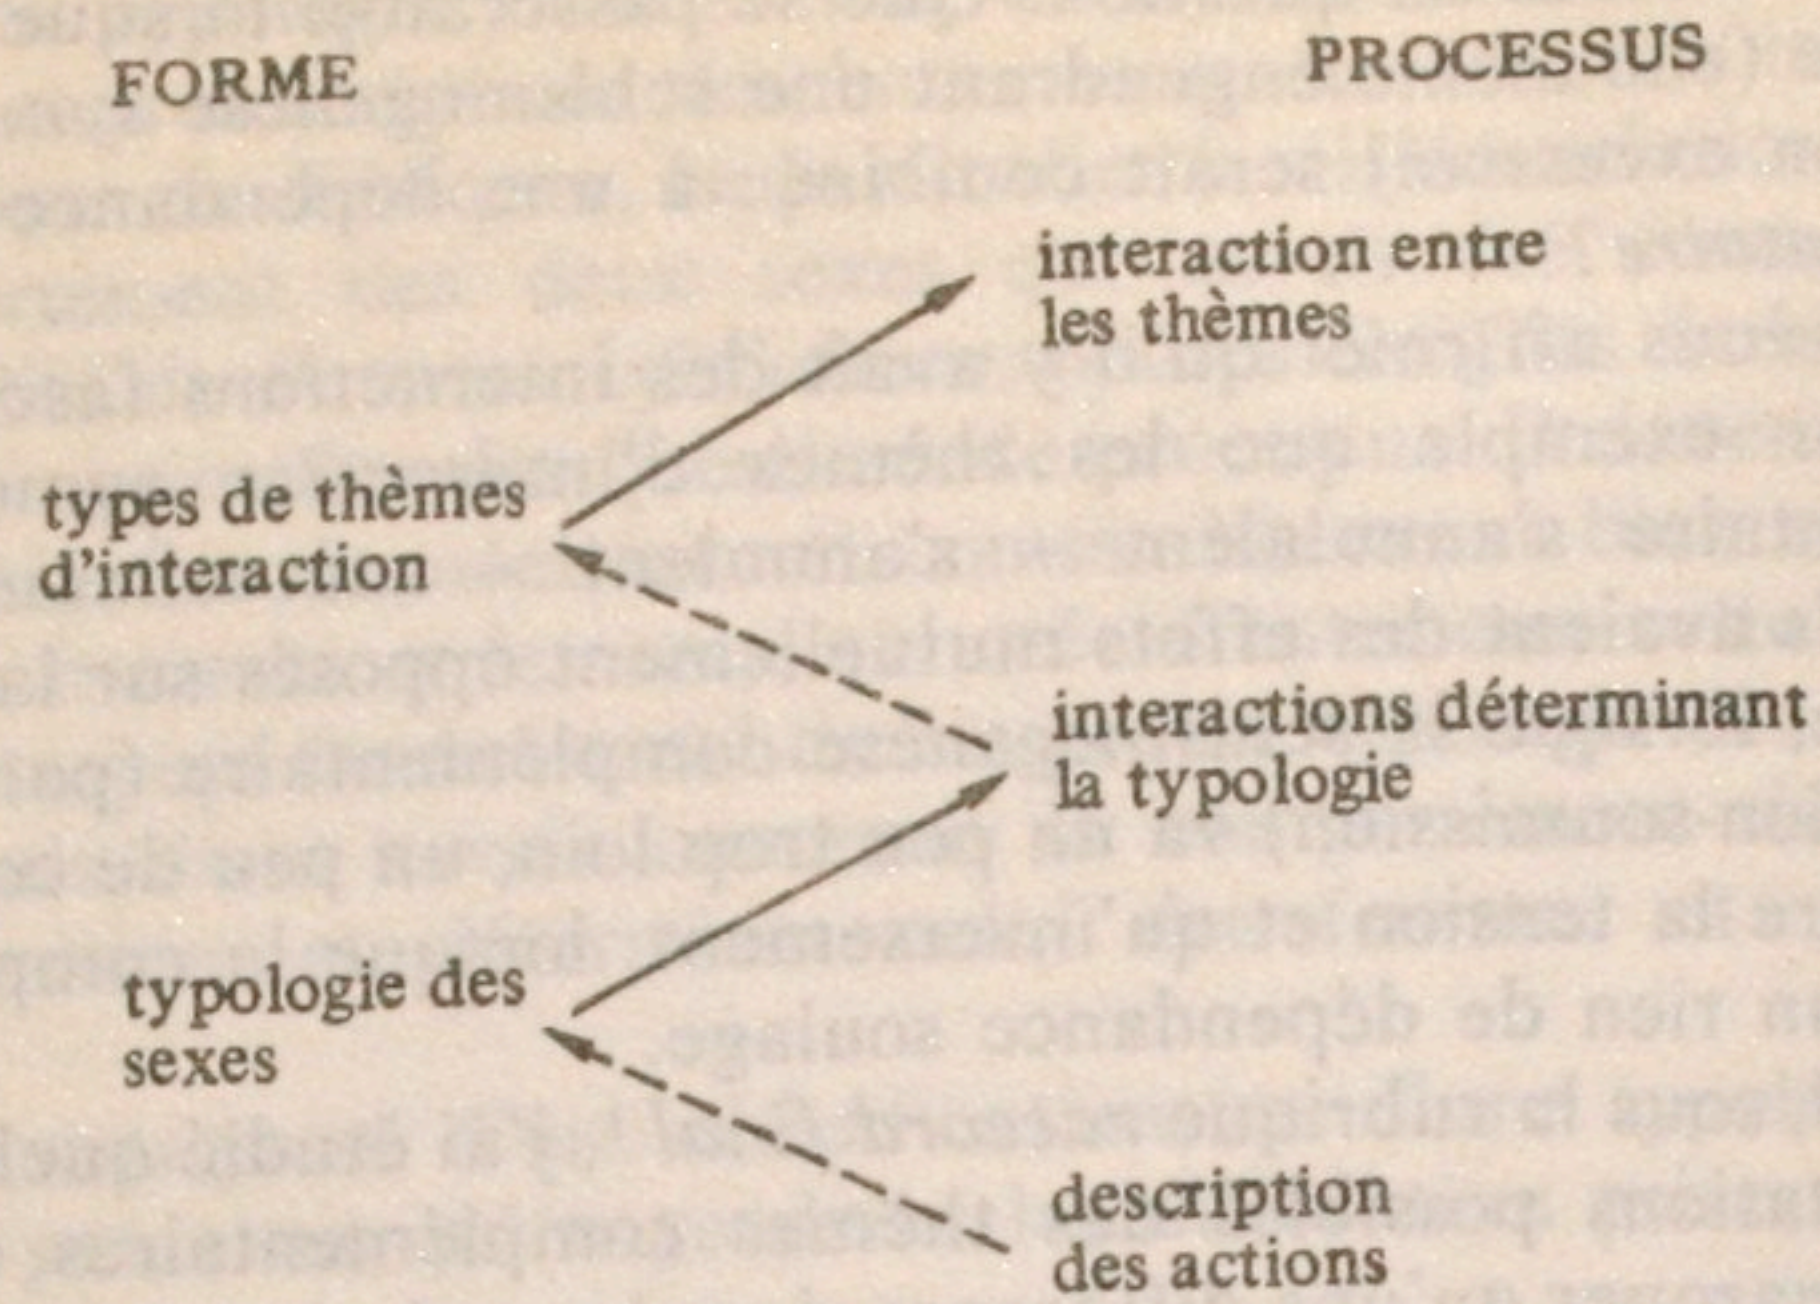 FORME
PROCESSUS
interaction entre
les thèmes
types de thèmes
d'interaction
interactions déterminant
la typologie
typologie des
sexes
description
des actions